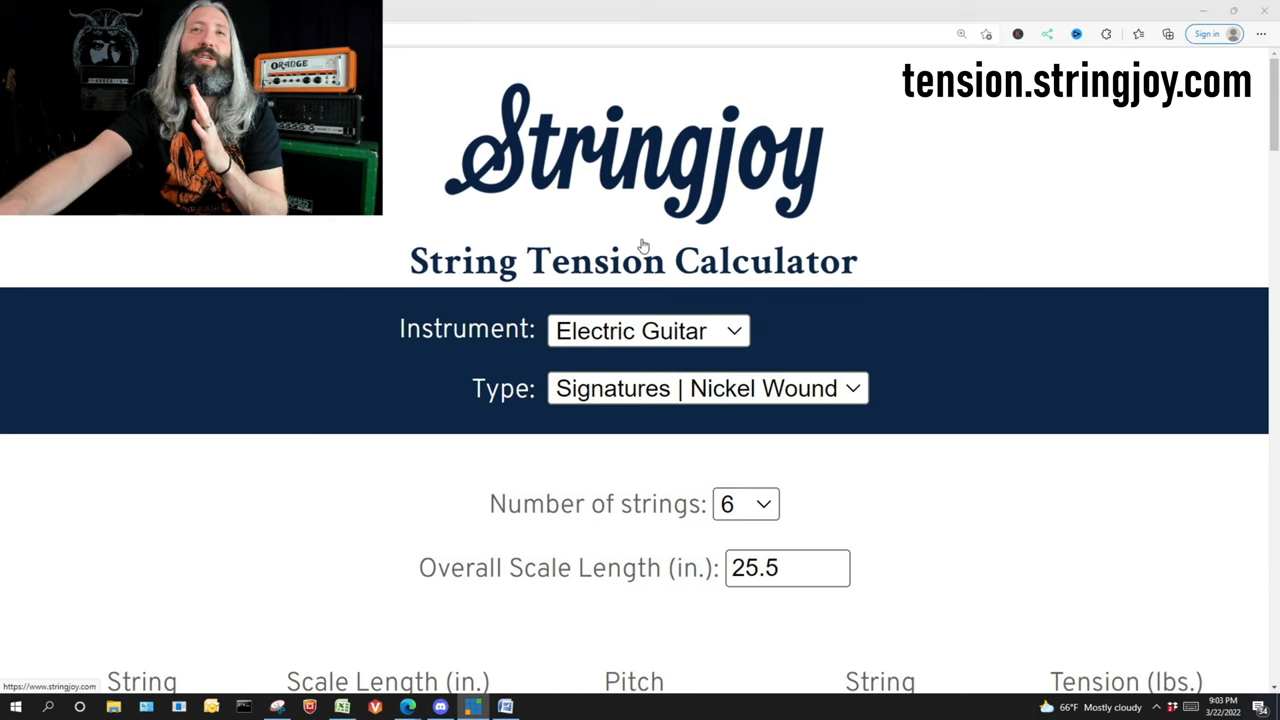 ORANGE
Sign in
tension.stringjoy.com
Stringjoy
String Tension Calculator
Instrument: Electric Guitar
Type: Signatures | Nickel Wound
Number of strings: 6
Overall Scale Length (in.): 25.5
String Scale Length (in.) Pitch String Tension (lbs.)
https://www.stringjoy.com
66°F Mostly cloudy
9:03 PM
3/22/2022
34